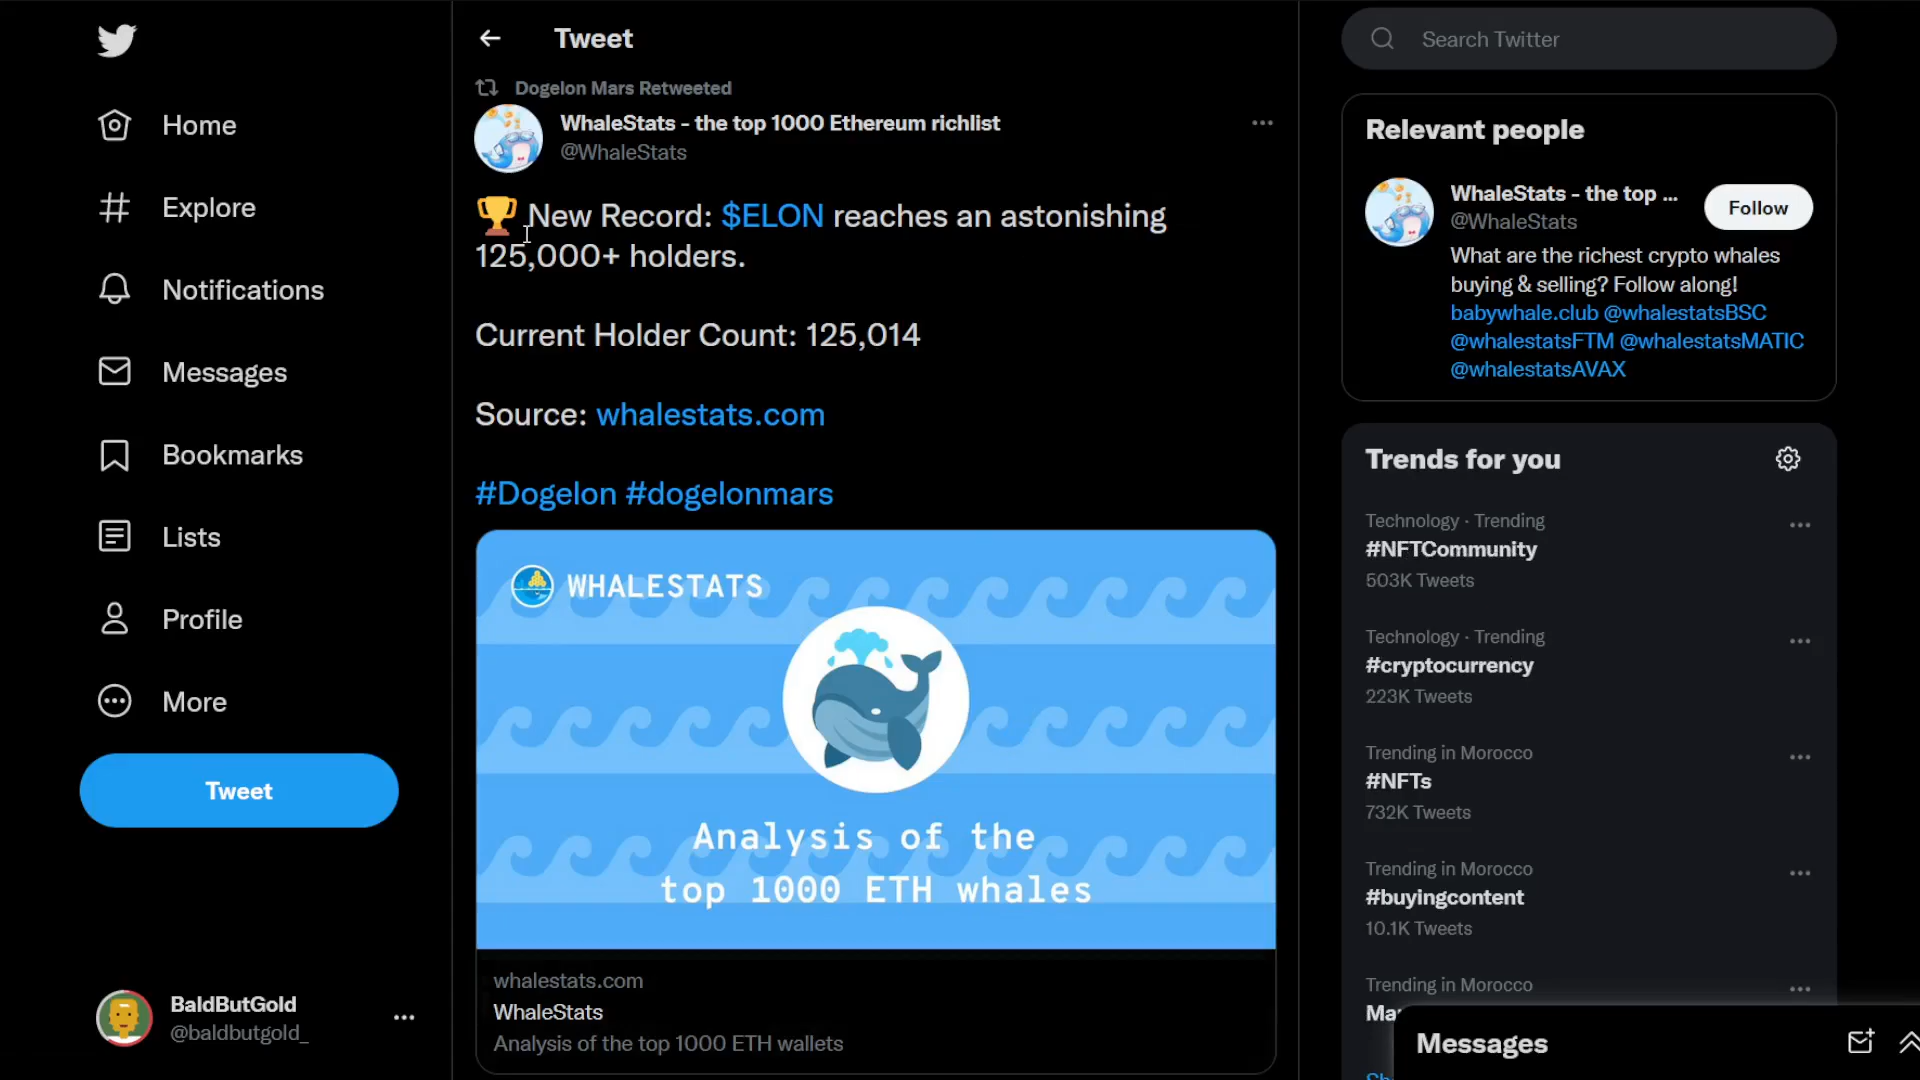 Home
Explore
Notifications
Messages
Bookmarks
Lists
Profile
More
Tweet
BaldButGold
@baldbutgold_
Tweet
Dogelon Mars Retweeted
WhaleStats - the top 1000 Ethereum richlist
@WhaleStats
🏆 New Record: $ELON reaches an astonishing
125,000+ holders.
Current Holder Count: 125,014
Source: whalestats.com
#Dogelon #dogelonmars
WHALESTATS
Analysis of the
top 1000 ETH whales
whalestats.com
WhaleStats
Analysis of the top 1000 ETH wallets
Search Twitter
Relevant people
WhaleStats - the top ...
@WhaleStats
Follow
What are the richest crypto whales
buying & selling? Follow along!
babywhale.club @whalestatsBSC
@whalestatsFTM @whalestatsMATIC
@whalestatsAVAX
Trends for you
Technology · Trending
#NFTCommunity
503K Tweets
Technology · Trending
#cryptocurrency
223K Tweets
Trending in Morocco
#NFTs
732K Tweets
Trending in Morocco
#buyingcontent
10.1K Tweets
Trending in Morocco
Messages